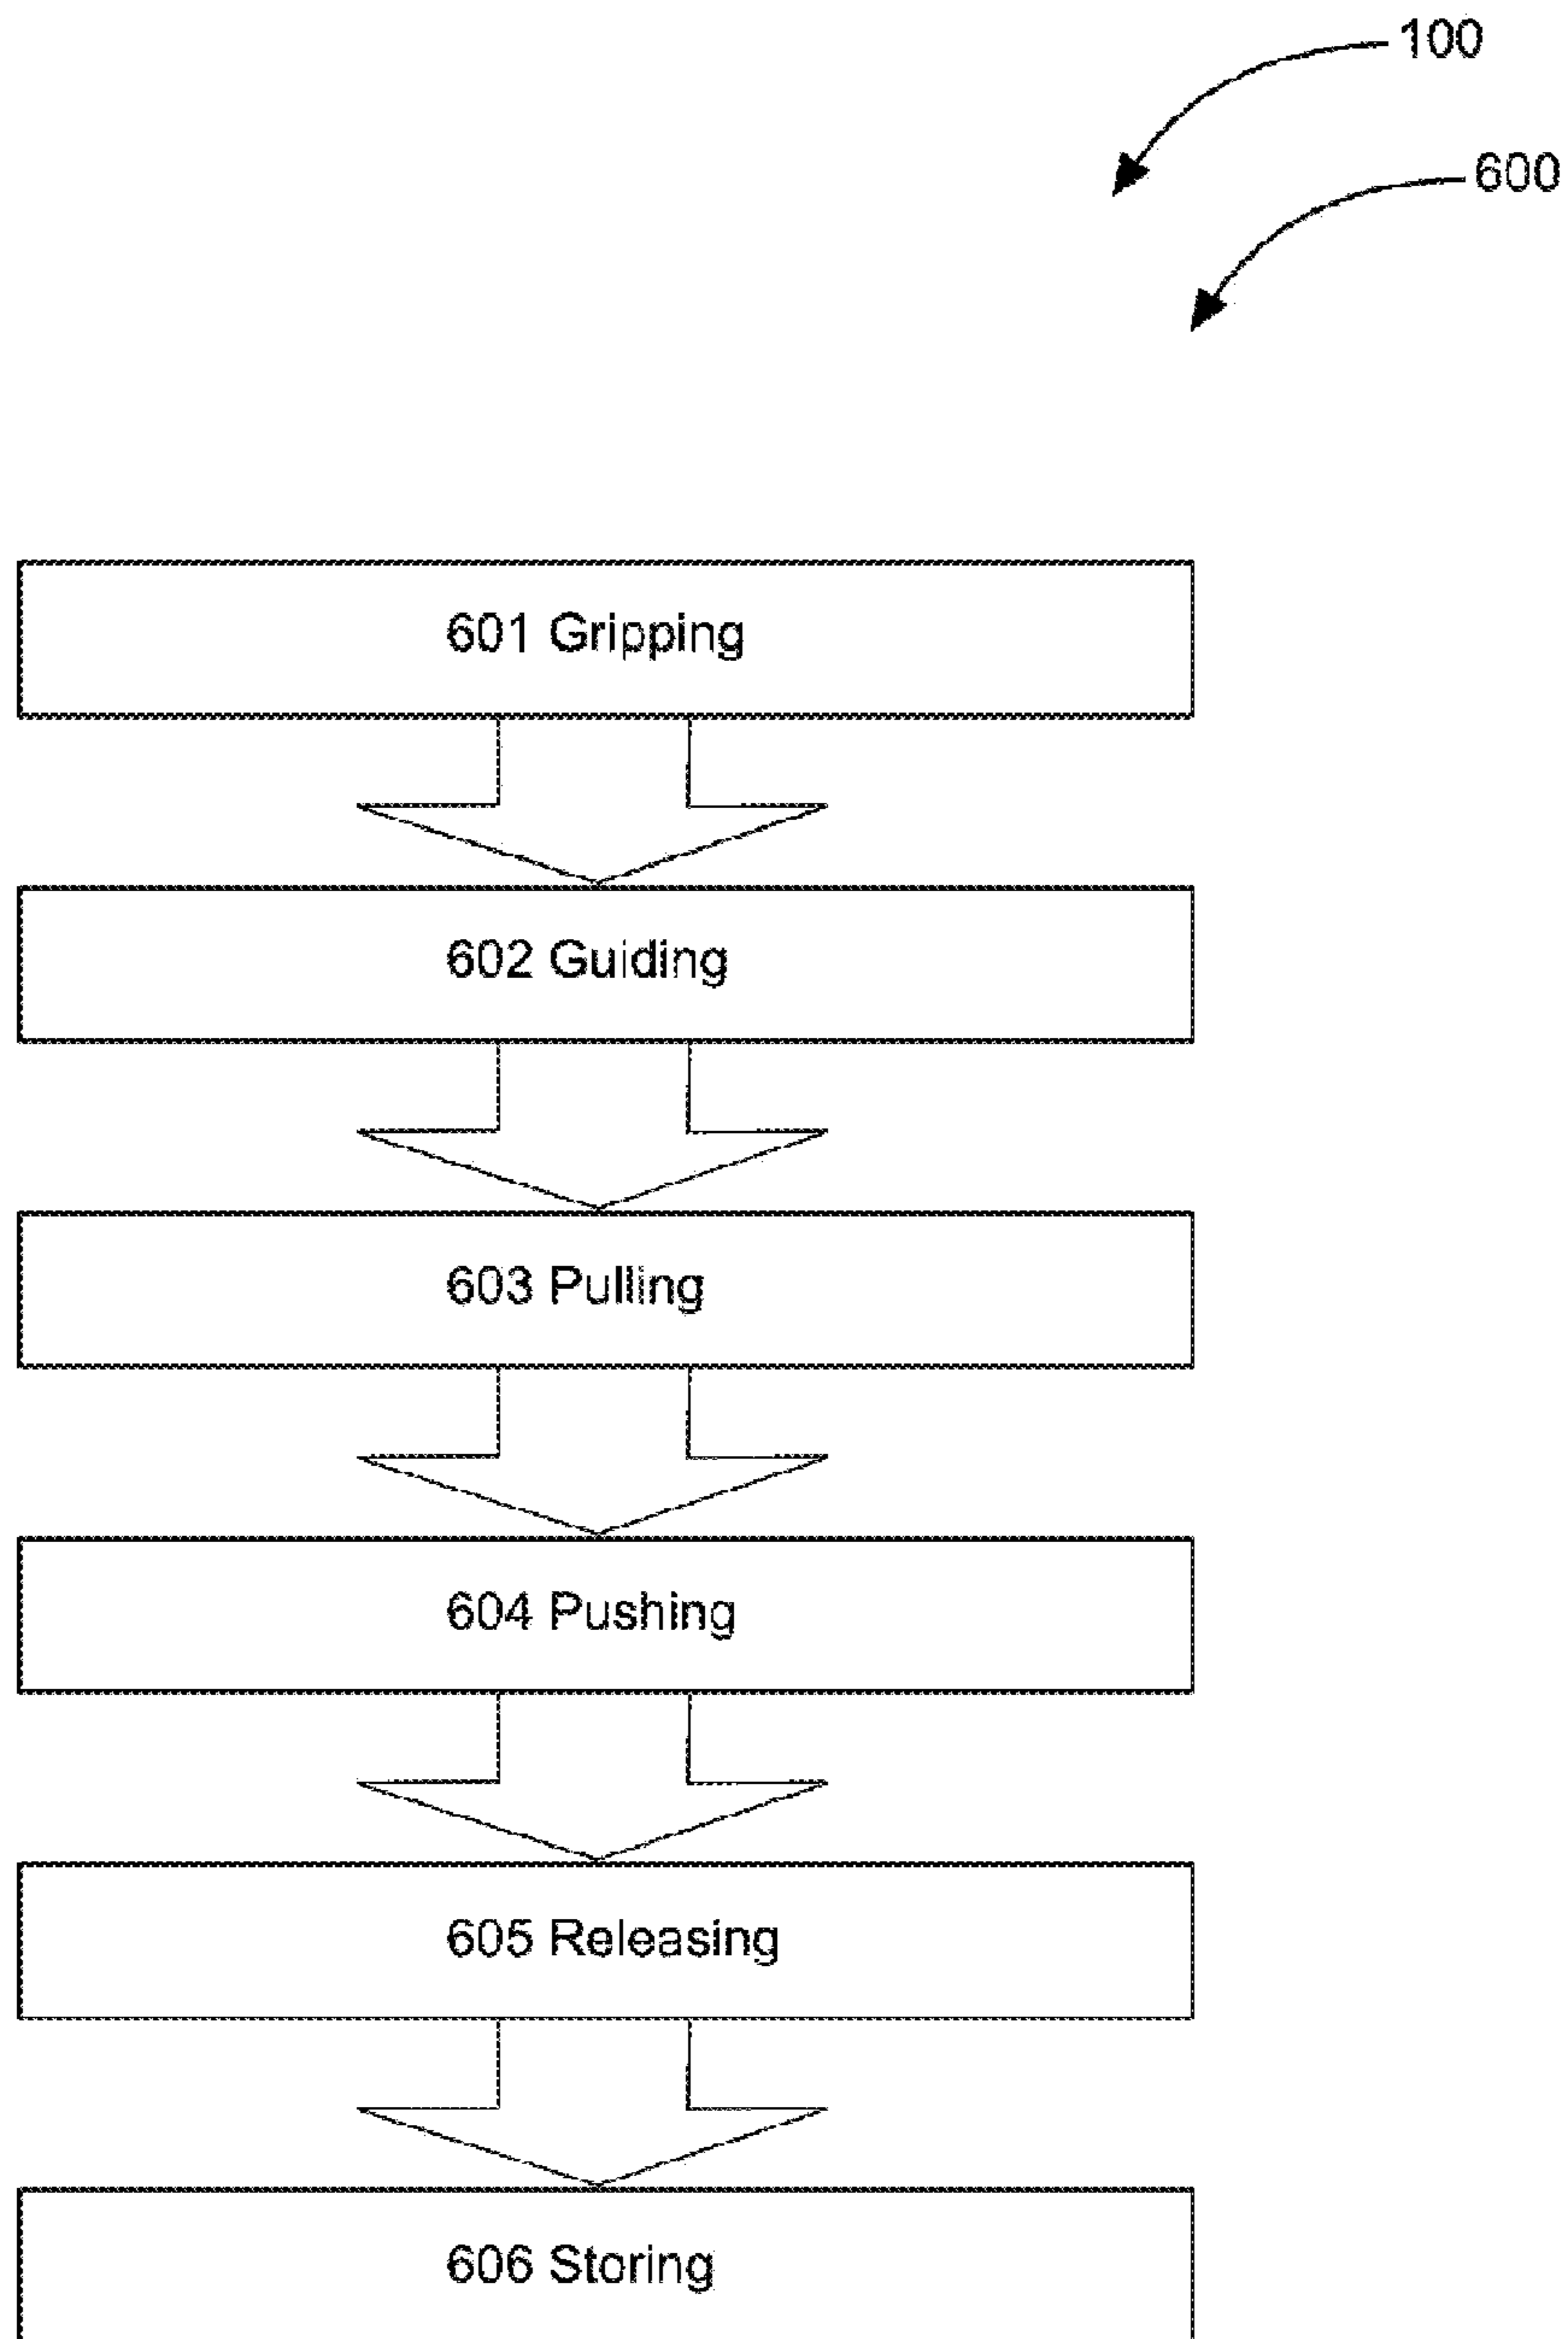 100
600
601 Gripping
602 Guiding
603 Pulling
604 Pushing
605 Releasing
606 Storing